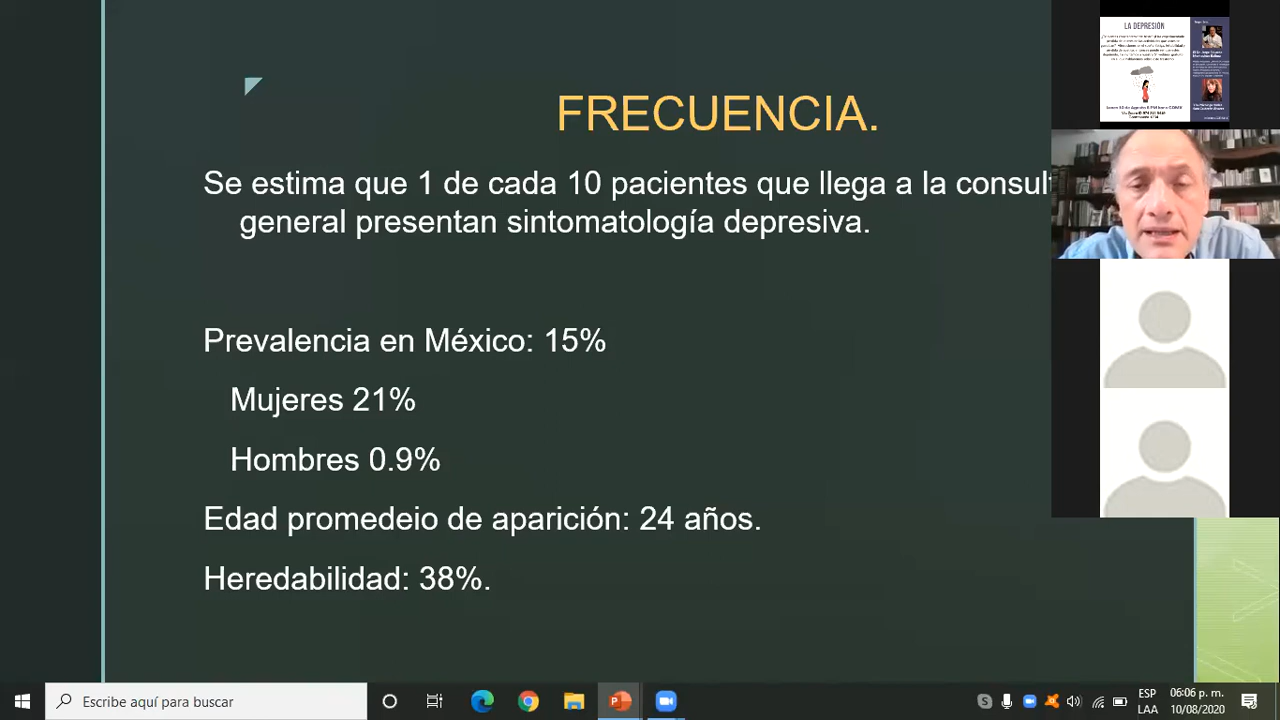 FRECUENCIA.
Se estima que 1 de cada 10 pacientes que llega a la consul
general presentan sintomatología depresiva.
Prevalencia en México: 15%
Mujeres 21%
Hombres 0.9%
Edad promedeio de aparición: 24 años.
Heredabilidad: 38%.
LA DEPRESIÓN
Escribe aquí para buscar
ESP
LAA
06:06 p. m.
10/08/2020